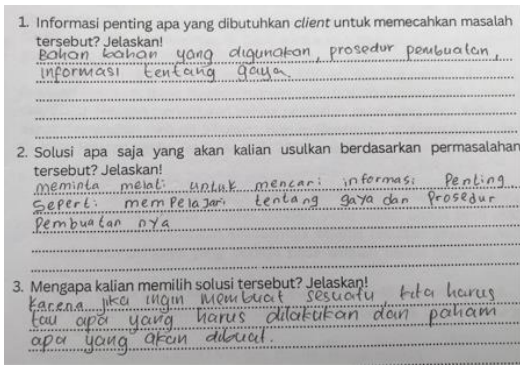 1. Informasi penting apa yang dibutuhkan client untuk memecahkan masalah
tersebut? Jelaskan!
Bahan bahan yang digunakan, prosedur pembuatan,
informasi tentang gaya
2. Solusi apa saja yang akan kalian usulkan berdasarkan permasalahan
tersebut? Jelaskan!
meminta melati untuk mencari informasi Penting
Seperti memPelajari tentang gaya dan Prosedur
Pembuatan nya
3. Mengapa kalian memilih solusi tersebut? Jelaskan!
Karena jika ingin membuat sesuatu, kita harus
tau apa yang harus dilakukan dan paham
apa yang akan dibuat.